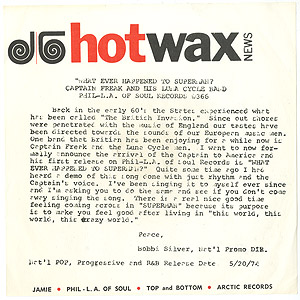 hotwax NEWS
"WHAT EVER HAPPENED TO SUPERMAN?
CAPTAIN FREAK AND HIS LUNA CYCLE BAND
PHIL-L.A. OF SOUL RECORDS #366
Back in the early 60's the States experienced what
has been called "The British Invasion." Since out shores
were penetrated with the music of England our tastes have
been directed towards the sounds of our European music men.
One band that British has been enjoying for a while now is
Captain Freak and the Luna Cycle Men. I want to now for-
mally announce the arrival of the Captain to America and
his first release on Phil-L.A. of Soul Records is "WHAT
EVER HAPPENED TO SUPERMAN?" Quite some time ago I had
heard a demo of this song done with just rhythm and the
Captain's voice. I've been singing it to myself ever since
and I'm asking you to do the same and see if you don't come
away singing the song. There is a real nice good time
feeling coming across in "SUPERMAN" because its purpose
is to make you feel good after living in "this world, this
world, this crazy world."
Peace,
Bobbi Silver, Nat'l Promo DIR.
Nat'l POP, Progressive and R&B Release Date 5/20/74
JAMIE • PHIL-L.A. OF SOUL • TOP and BOTTOM • ARCTIC RECORDS